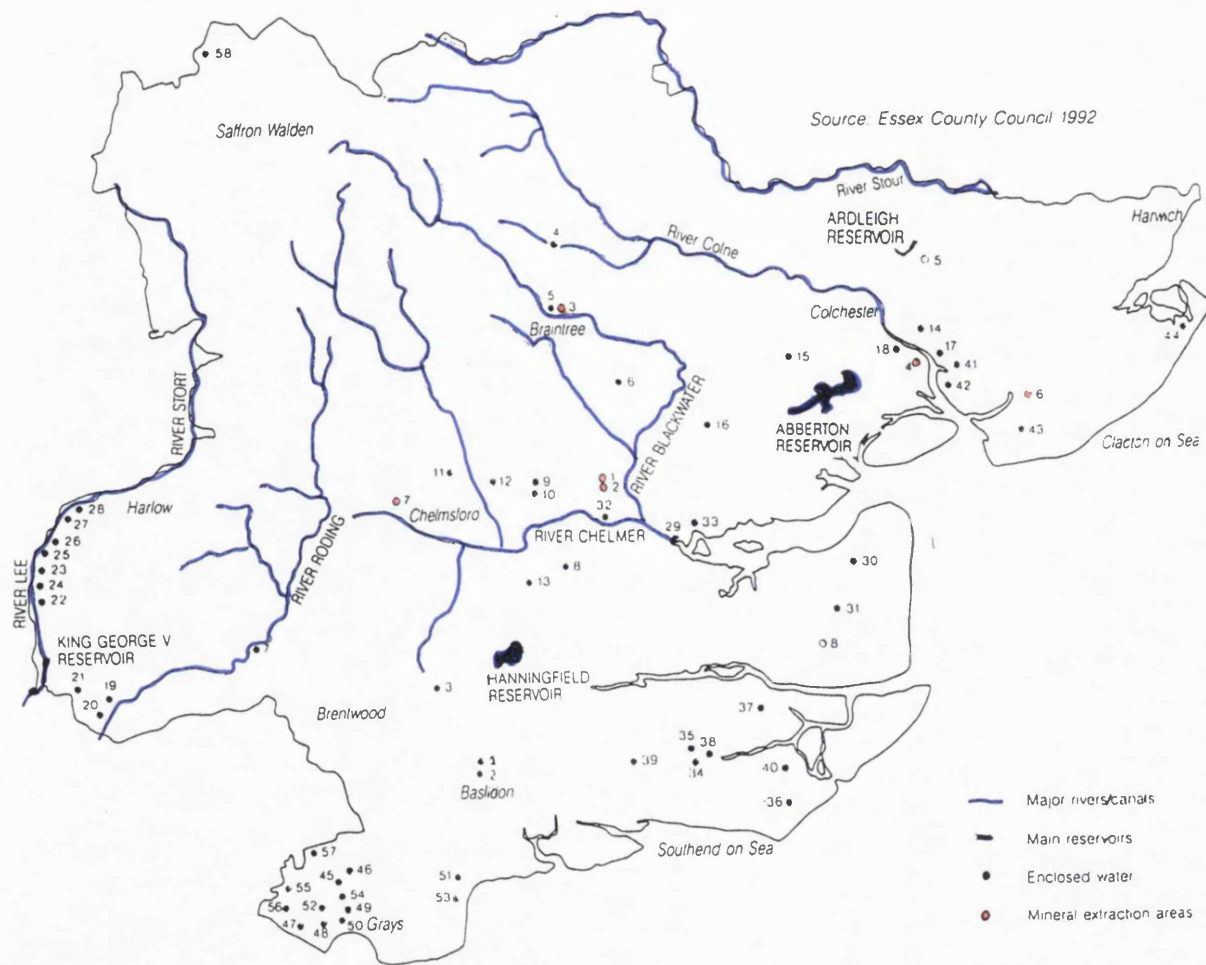 58
Saffron Walden
Source: Essex County Council 1992
River Stour
ARDLEIGH
RESERVOIR
Harwich
5
4
River Colne
5
3
Braintree
Colchester
14
44
18
17
4
41
15
42
6
6
ABBERTON
RESERVOIR
43
Clacton on Sea
RIVER STORT
RIVER BLACKWATER
16
11
12
9
10
1
2
7
Chelmsford
32
28
Harlow
27
26
25
23
24
22
RIVER LEE
RIVER RODING
RIVER CHELMER
29
33
30
8
13
31
8
KING GEORGE V
RESERVOIR
HANNINGFIELD
RESERVOIR
21
19
20
3
Brentwood
37
35
38
39
34
40
1
2
Basildon
36
Southend on Sea
57
46
45
55
54
51
56
52
49
53
47
48
50
Grays
Major rivers/canals
Main reservoirs
Enclosed water
Mineral extraction areas